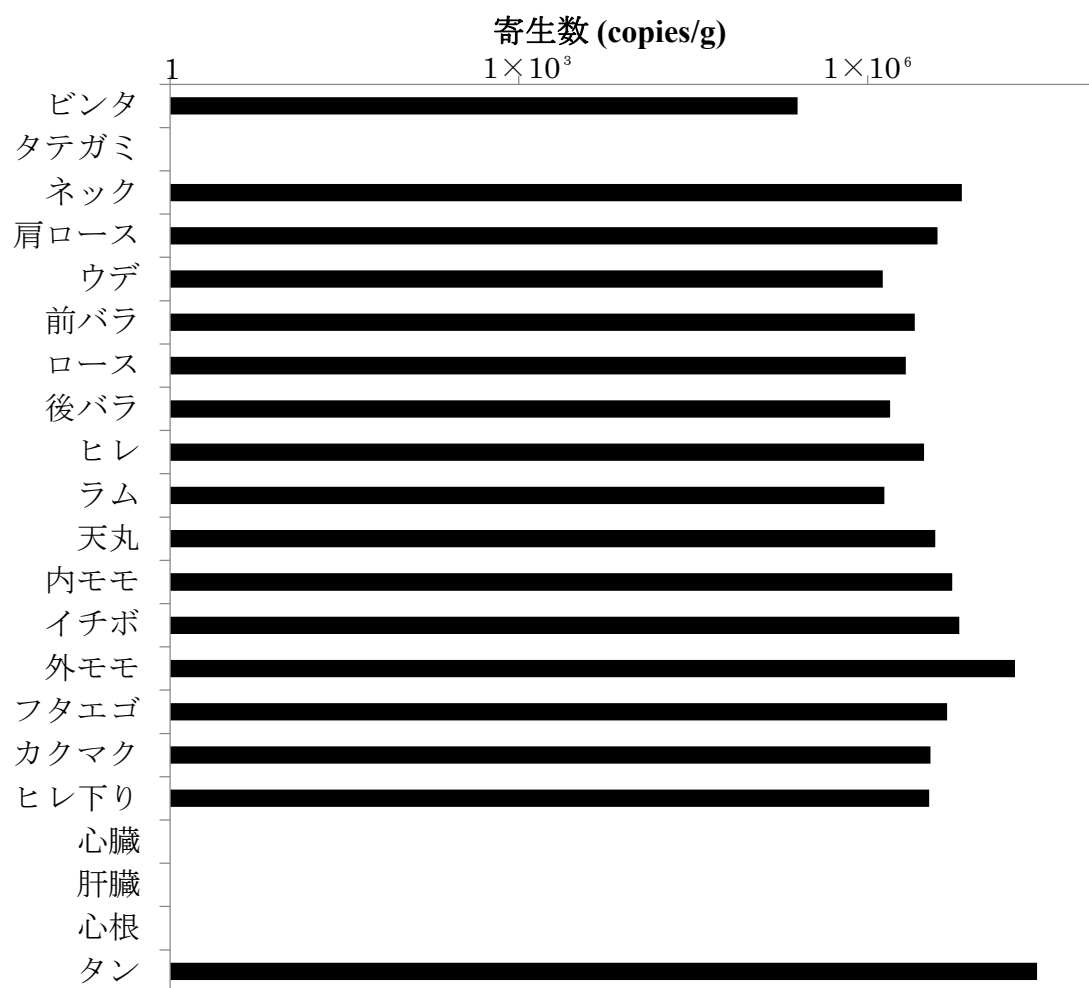 寄生数 (copies/g)
1 1×10³ 1×10⁶
ビンタ
タテガミ
ネック
肩ロース
ウデ
前バラ
ロース
後バラ
ヒレ
ラム
天丸
内モモ
イチボ
外モモ
フタエゴ
カクマク
ヒレ下り
心臓
肝臓
心根
タン